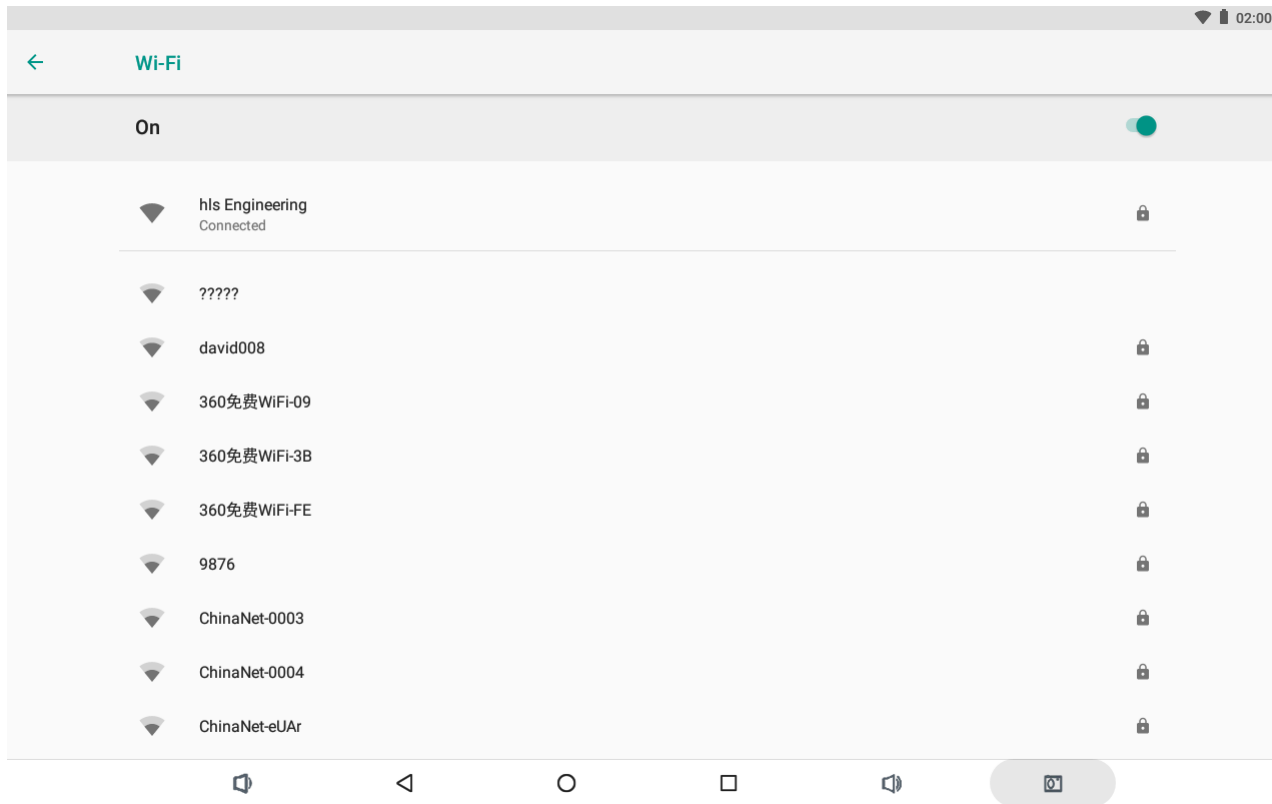 02:00
Wi-Fi
On
hls Engineering
Connected
?????
david008
360免费WiFi-09
360免费WiFi-3B
360免费WiFi-FE
9876
ChinaNet-0003
ChinaNet-0004
ChinaNet-eUAr